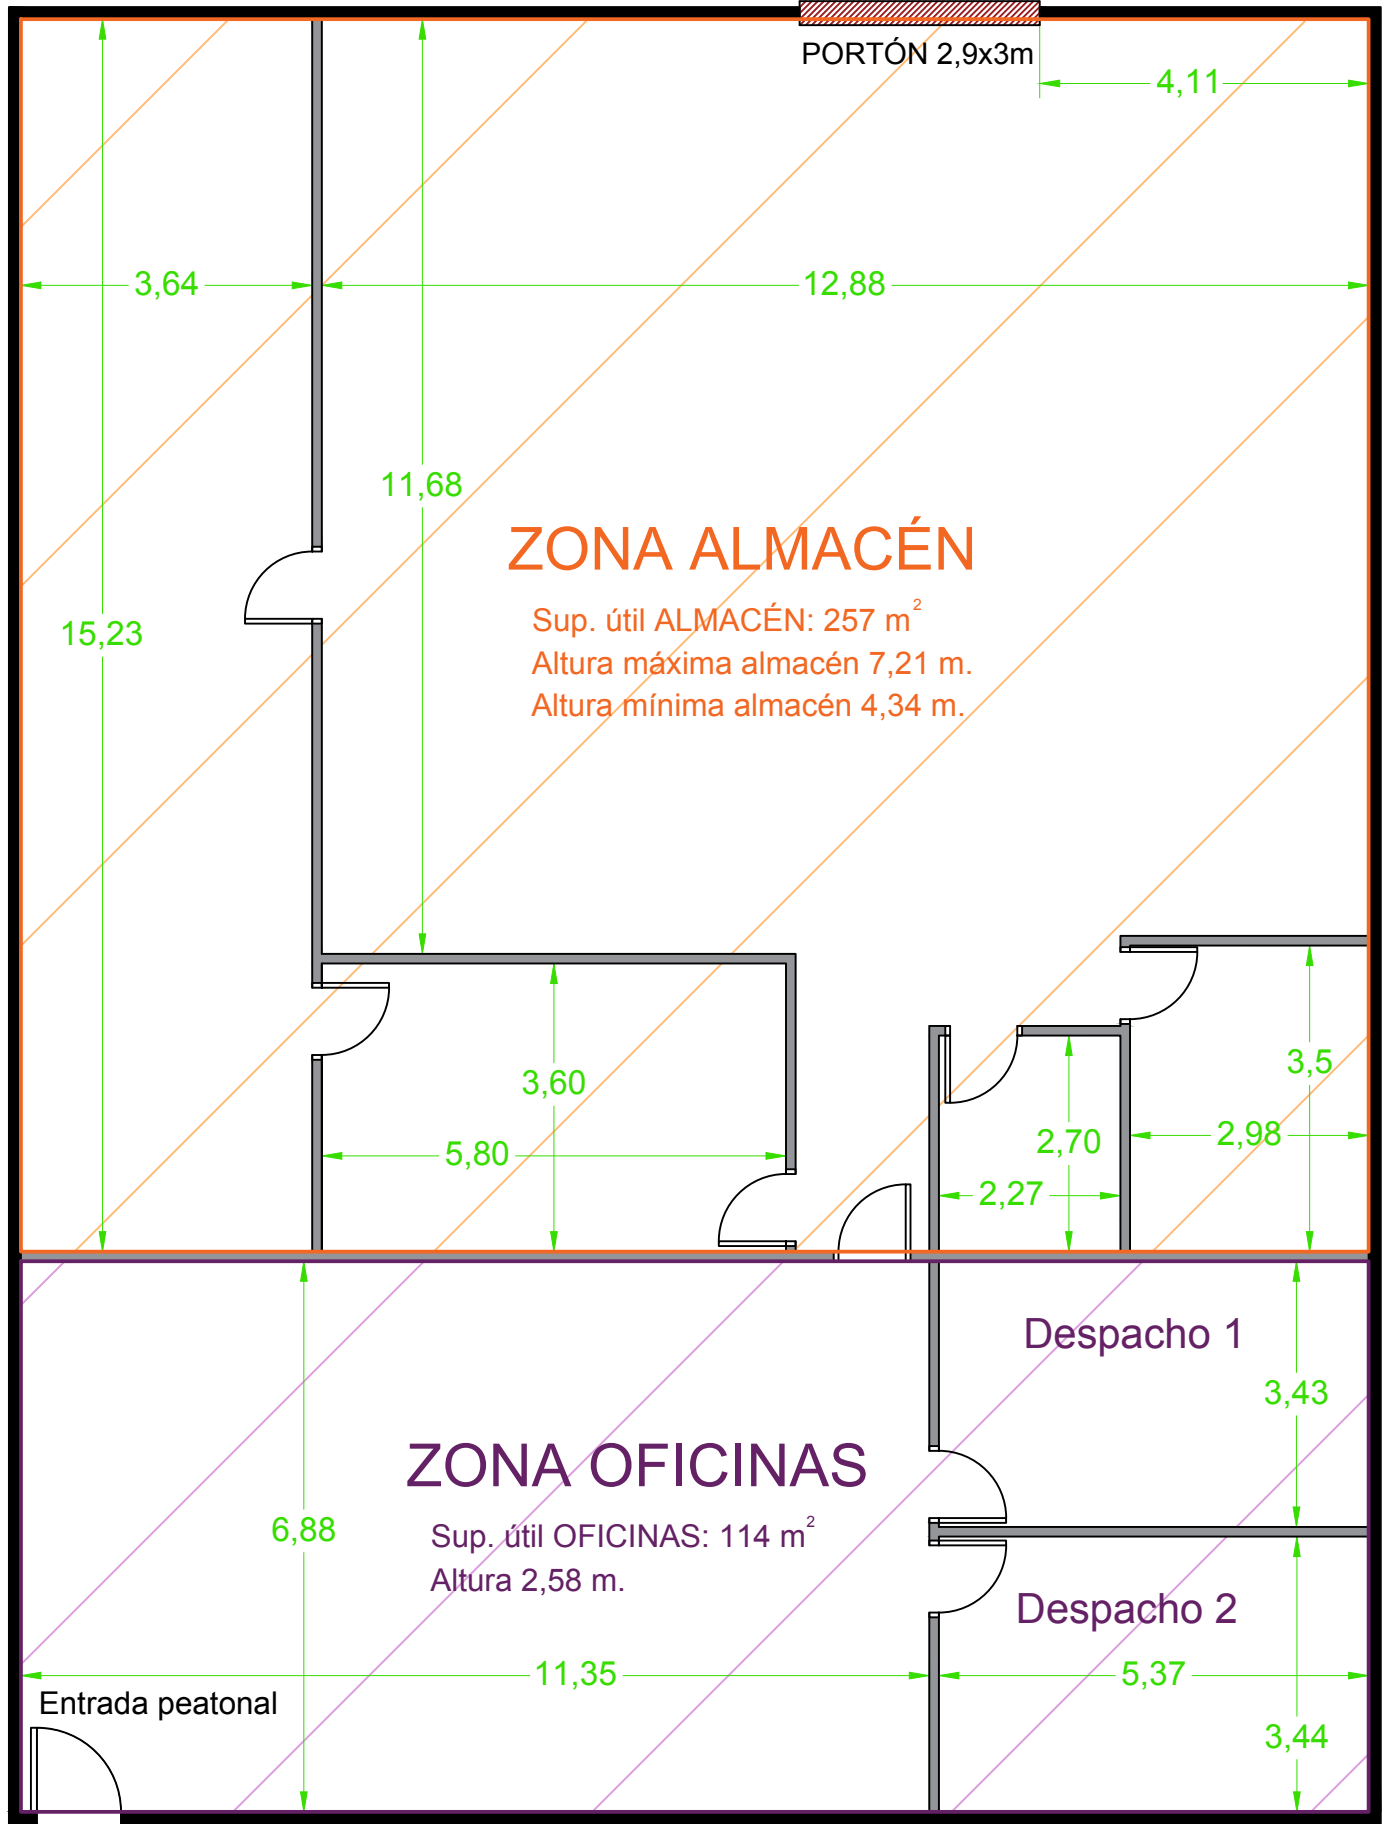 PORTÓN 2,9x3m
4,11
3,64
12,88
11,68
ZONA ALMACÉN
Sup. útil ALMACÉN: 257 m²
15,23
Altura máxima almacén 7,21 m.
Altura mínima almacén 4,34 m.
3,60
3,5
5,80
2,70
2,98
2,27
Despacho 1
3,43
ZONA OFICINAS
6,88
Sup. útil OFICINAS: 114 m²
Altura 2,58 m.
Despacho 2
11,35
5,37
Entrada peatonal
3,44